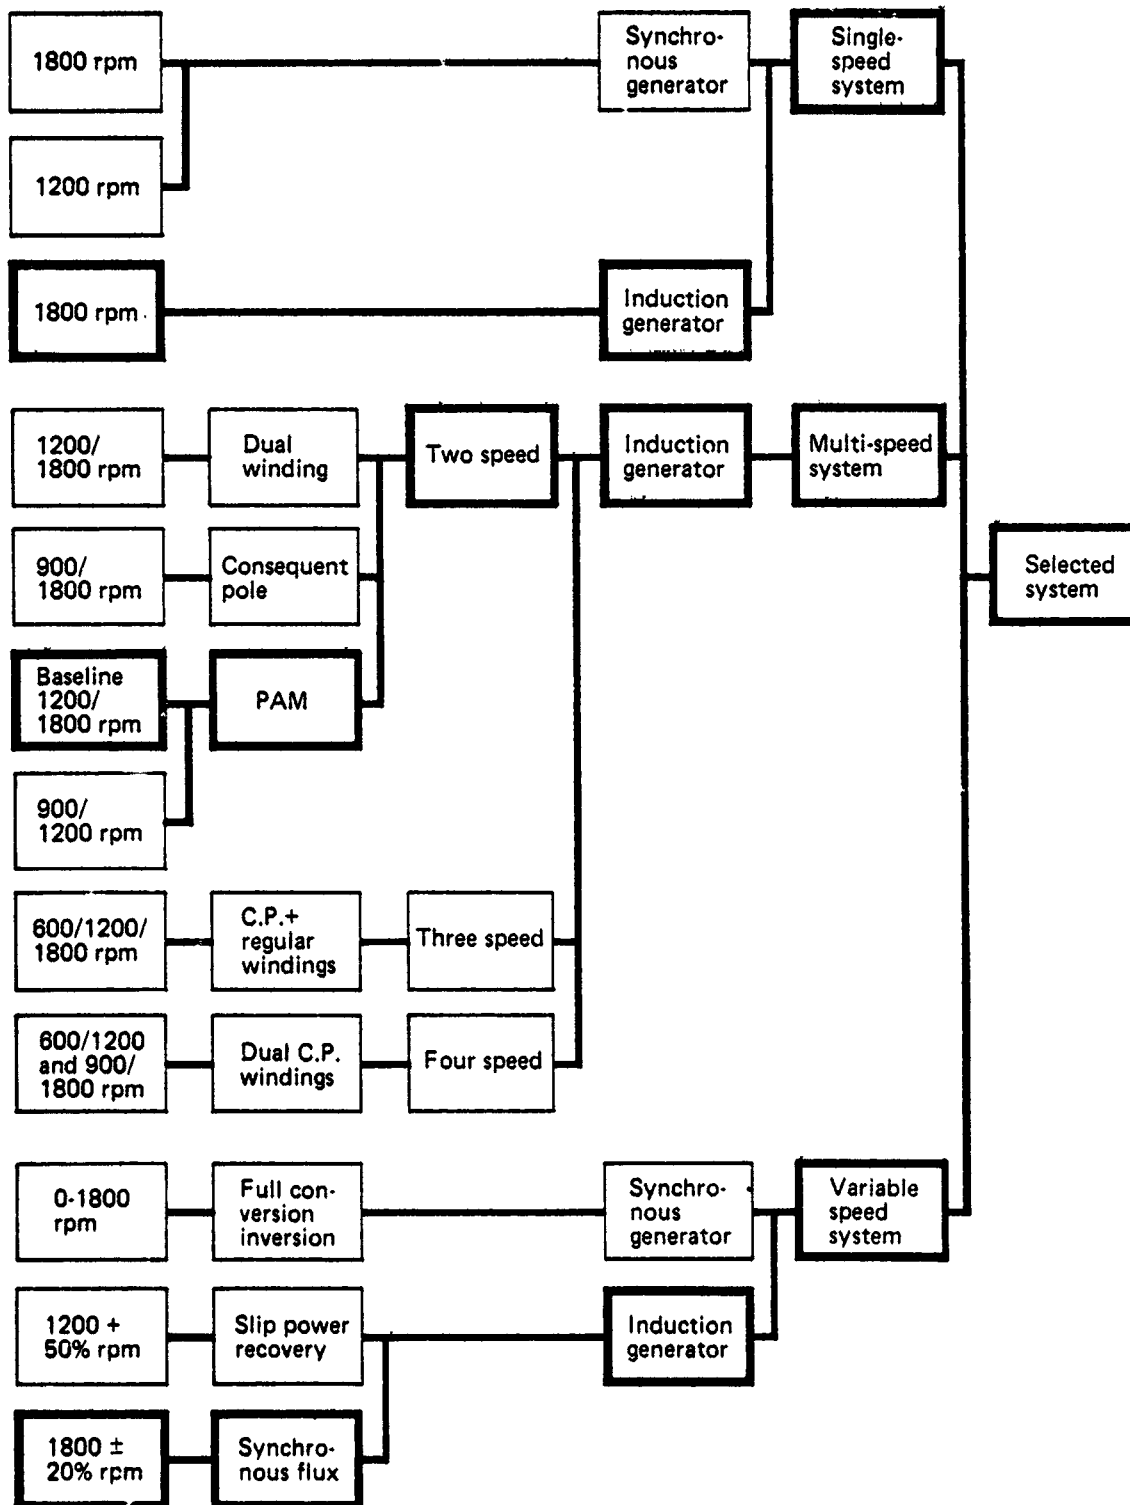 1800 rpm
Synchro-
nous
generator
Single-
speed
system
1200 rpm
1800 rpm
Induction
generator
1200/
1800 rpm
Dual
winding
Two speed
Induction
generator
Multi-speed
system
900/
1800 rpm
Consequent
pole
Selected
system
Baseline
1200/
1800 rpm
PAM
900/
1200 rpm
600/1200/
1800 rpm
C.P.+
regular
windings
Three speed
600/1200
and 900/
1800 rpm
Dual C.P.
windings
Four speed
0-1800
rpm
Full con-
version
inversion
Synchro-
nous
generator
Variable
speed
system
1200 +
50% rpm
Slip power
recovery
Induction
generator
1800 ±
20% rpm
Synchro-
nous flux